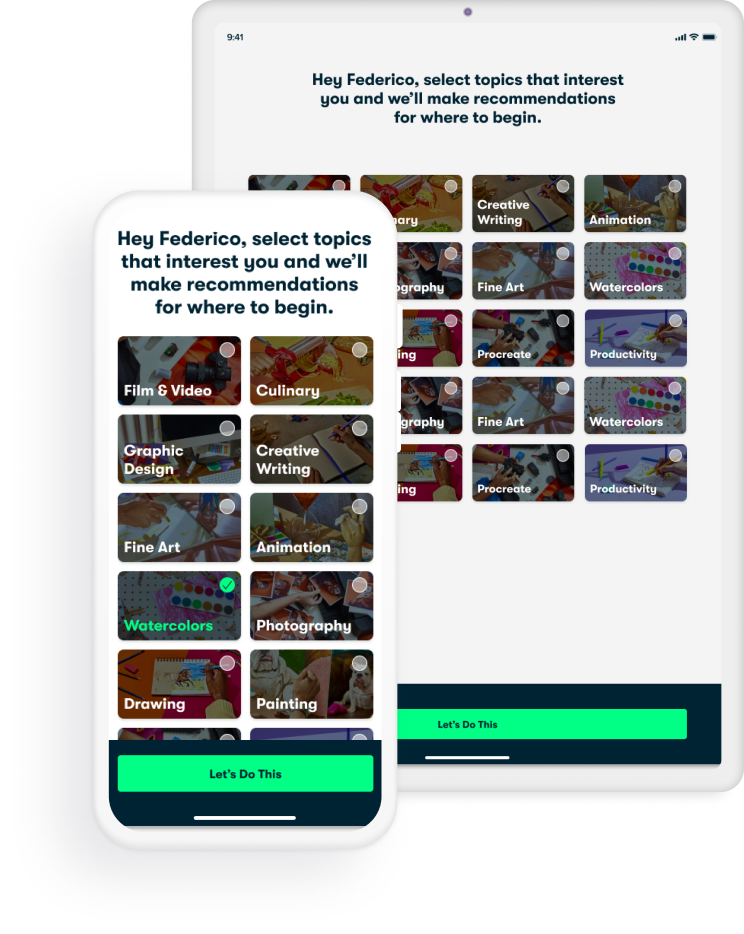 9:41
Hey Federico, select topics that interest
you and we’ll make recommendations
for where to begin.
Creative
Writing
Animation
Fine Art
Watercolors
Procreate
Productivity
Fine Art
Watercolors
Procreate
Productivity
Let’s Do This
Hey Federico, select topics
that interest you and we’ll
make recommendations
for where to begin.
Film & Video
Culinary
Graphic
Design
Creative
Writing
Fine Art
Animation
Watercolors
Photography
Drawing
Painting
Let’s Do This